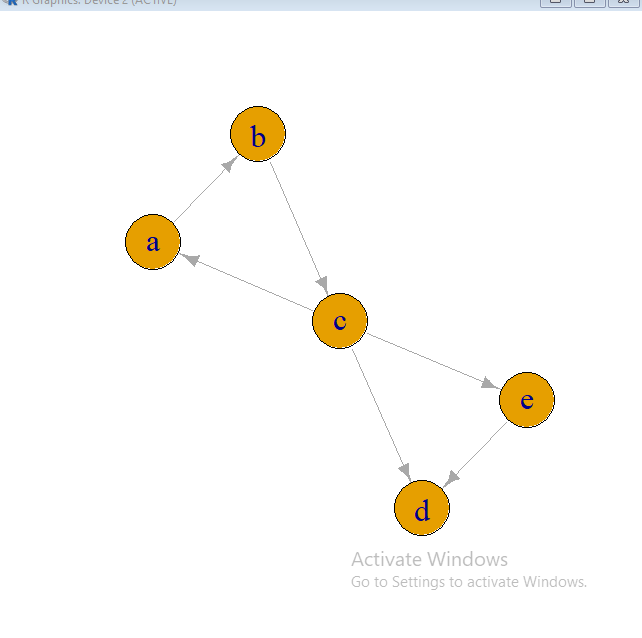 R Graphics: Device 2 (ACTIVE)
b
a
c
e
d
Activate Windows
Go to Settings to activate Windows.